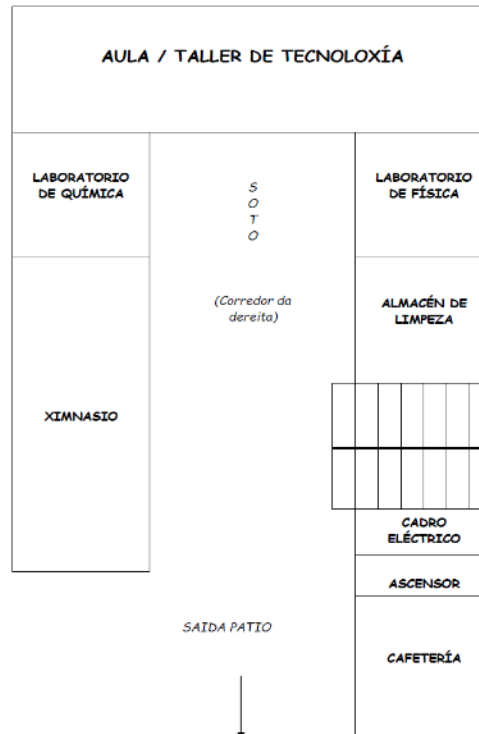 AULA / TALLER DE TECNOLOXÍA
LABORATORIO
DE QUÍMICA
S
O
T
O
LABORATORIO
DE FÍSICA
(Corredor da
dereita)
ALMACÉN DE
LIMPEZA
XIMNASIO
CADRO
ELÉCTRICO
ASCENSOR
SAIDA PATIO
CAFETERÍA